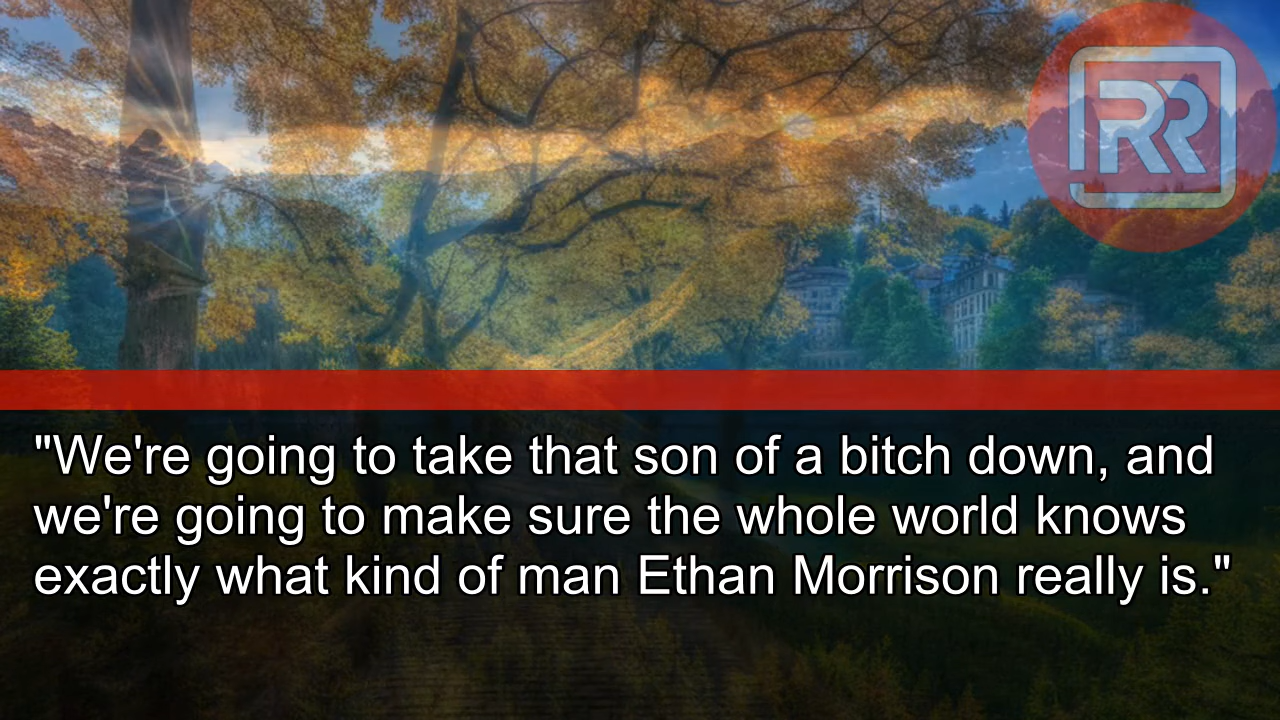 RR
"We're going to take that son of a bitch down, and
we're going to make sure the whole world knows
exactly what kind of man Ethan Morrison really is."